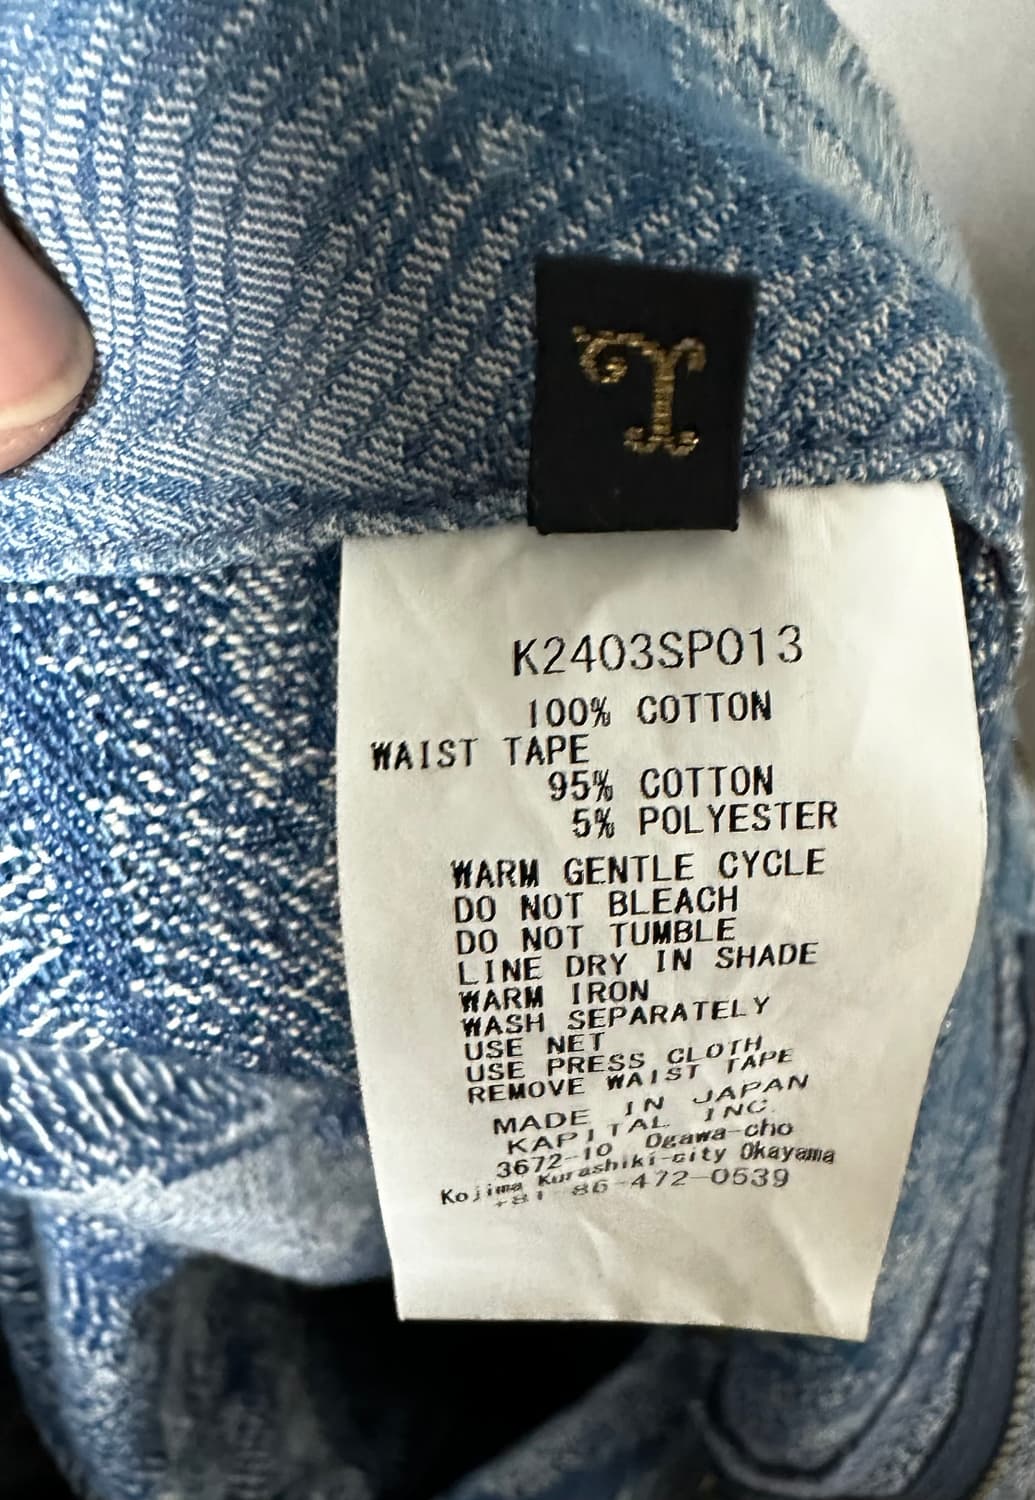 K2403SP013
100% COTTON
WAIST TAPE
95% COTTON
5% POLYESTER
WARM GENTLE CYCLE
DO NOT BLEACH
DO NOT TUMBLE
LINE DRY IN SHADE
WARM IRON
WASH SEPARATELY
USE NET
USE PRESS CLOTH
REMOVE WAIST TAPE
MADE IN JAPAN
KAPITAL INC.
3672-10 Ogawa-cho
Kojima Kurashiki-city Okayama
+81 86-472-0539